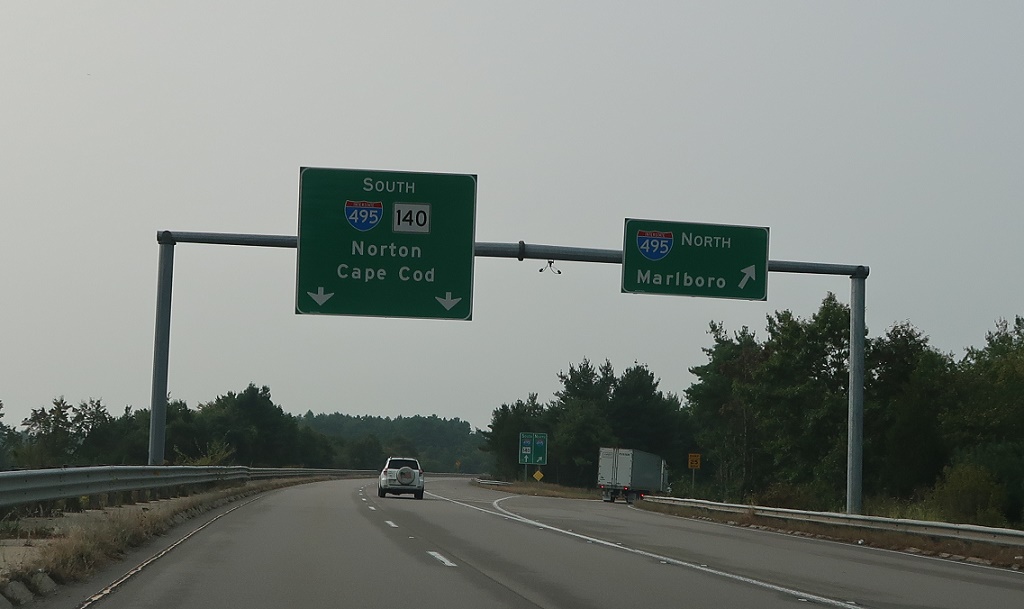 SOUTH
495 140
Norton
Cape Cod
495 NORTH
Marlboro